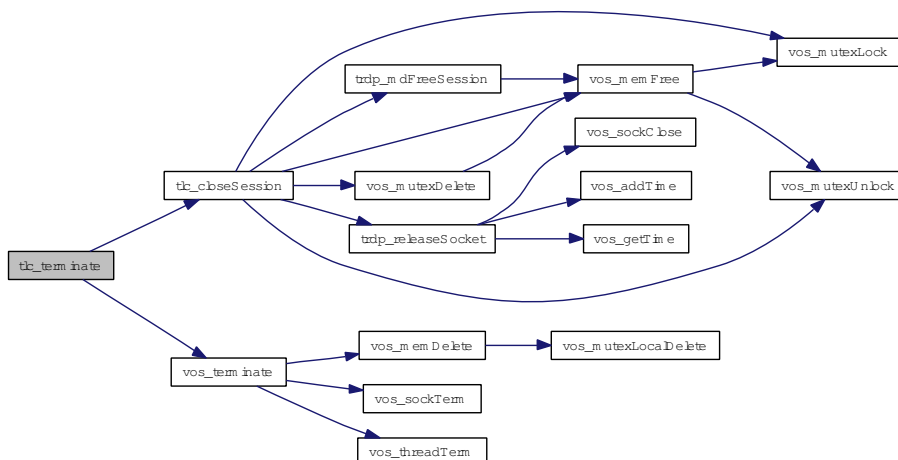 vos_mutexLock
trdp_mdFreeSession
vos_memFree
vos_sockClose
tlc_closeSession
vos_mutexDelete
vos_addTime
vos_mutexUnlock
trdp_releaseSocket
vos_getTime
tlc_terminate
vos_memDelete
vos_mutexLocalDelete
vos_terminate
vos_sockTerm
vos_threadTerm